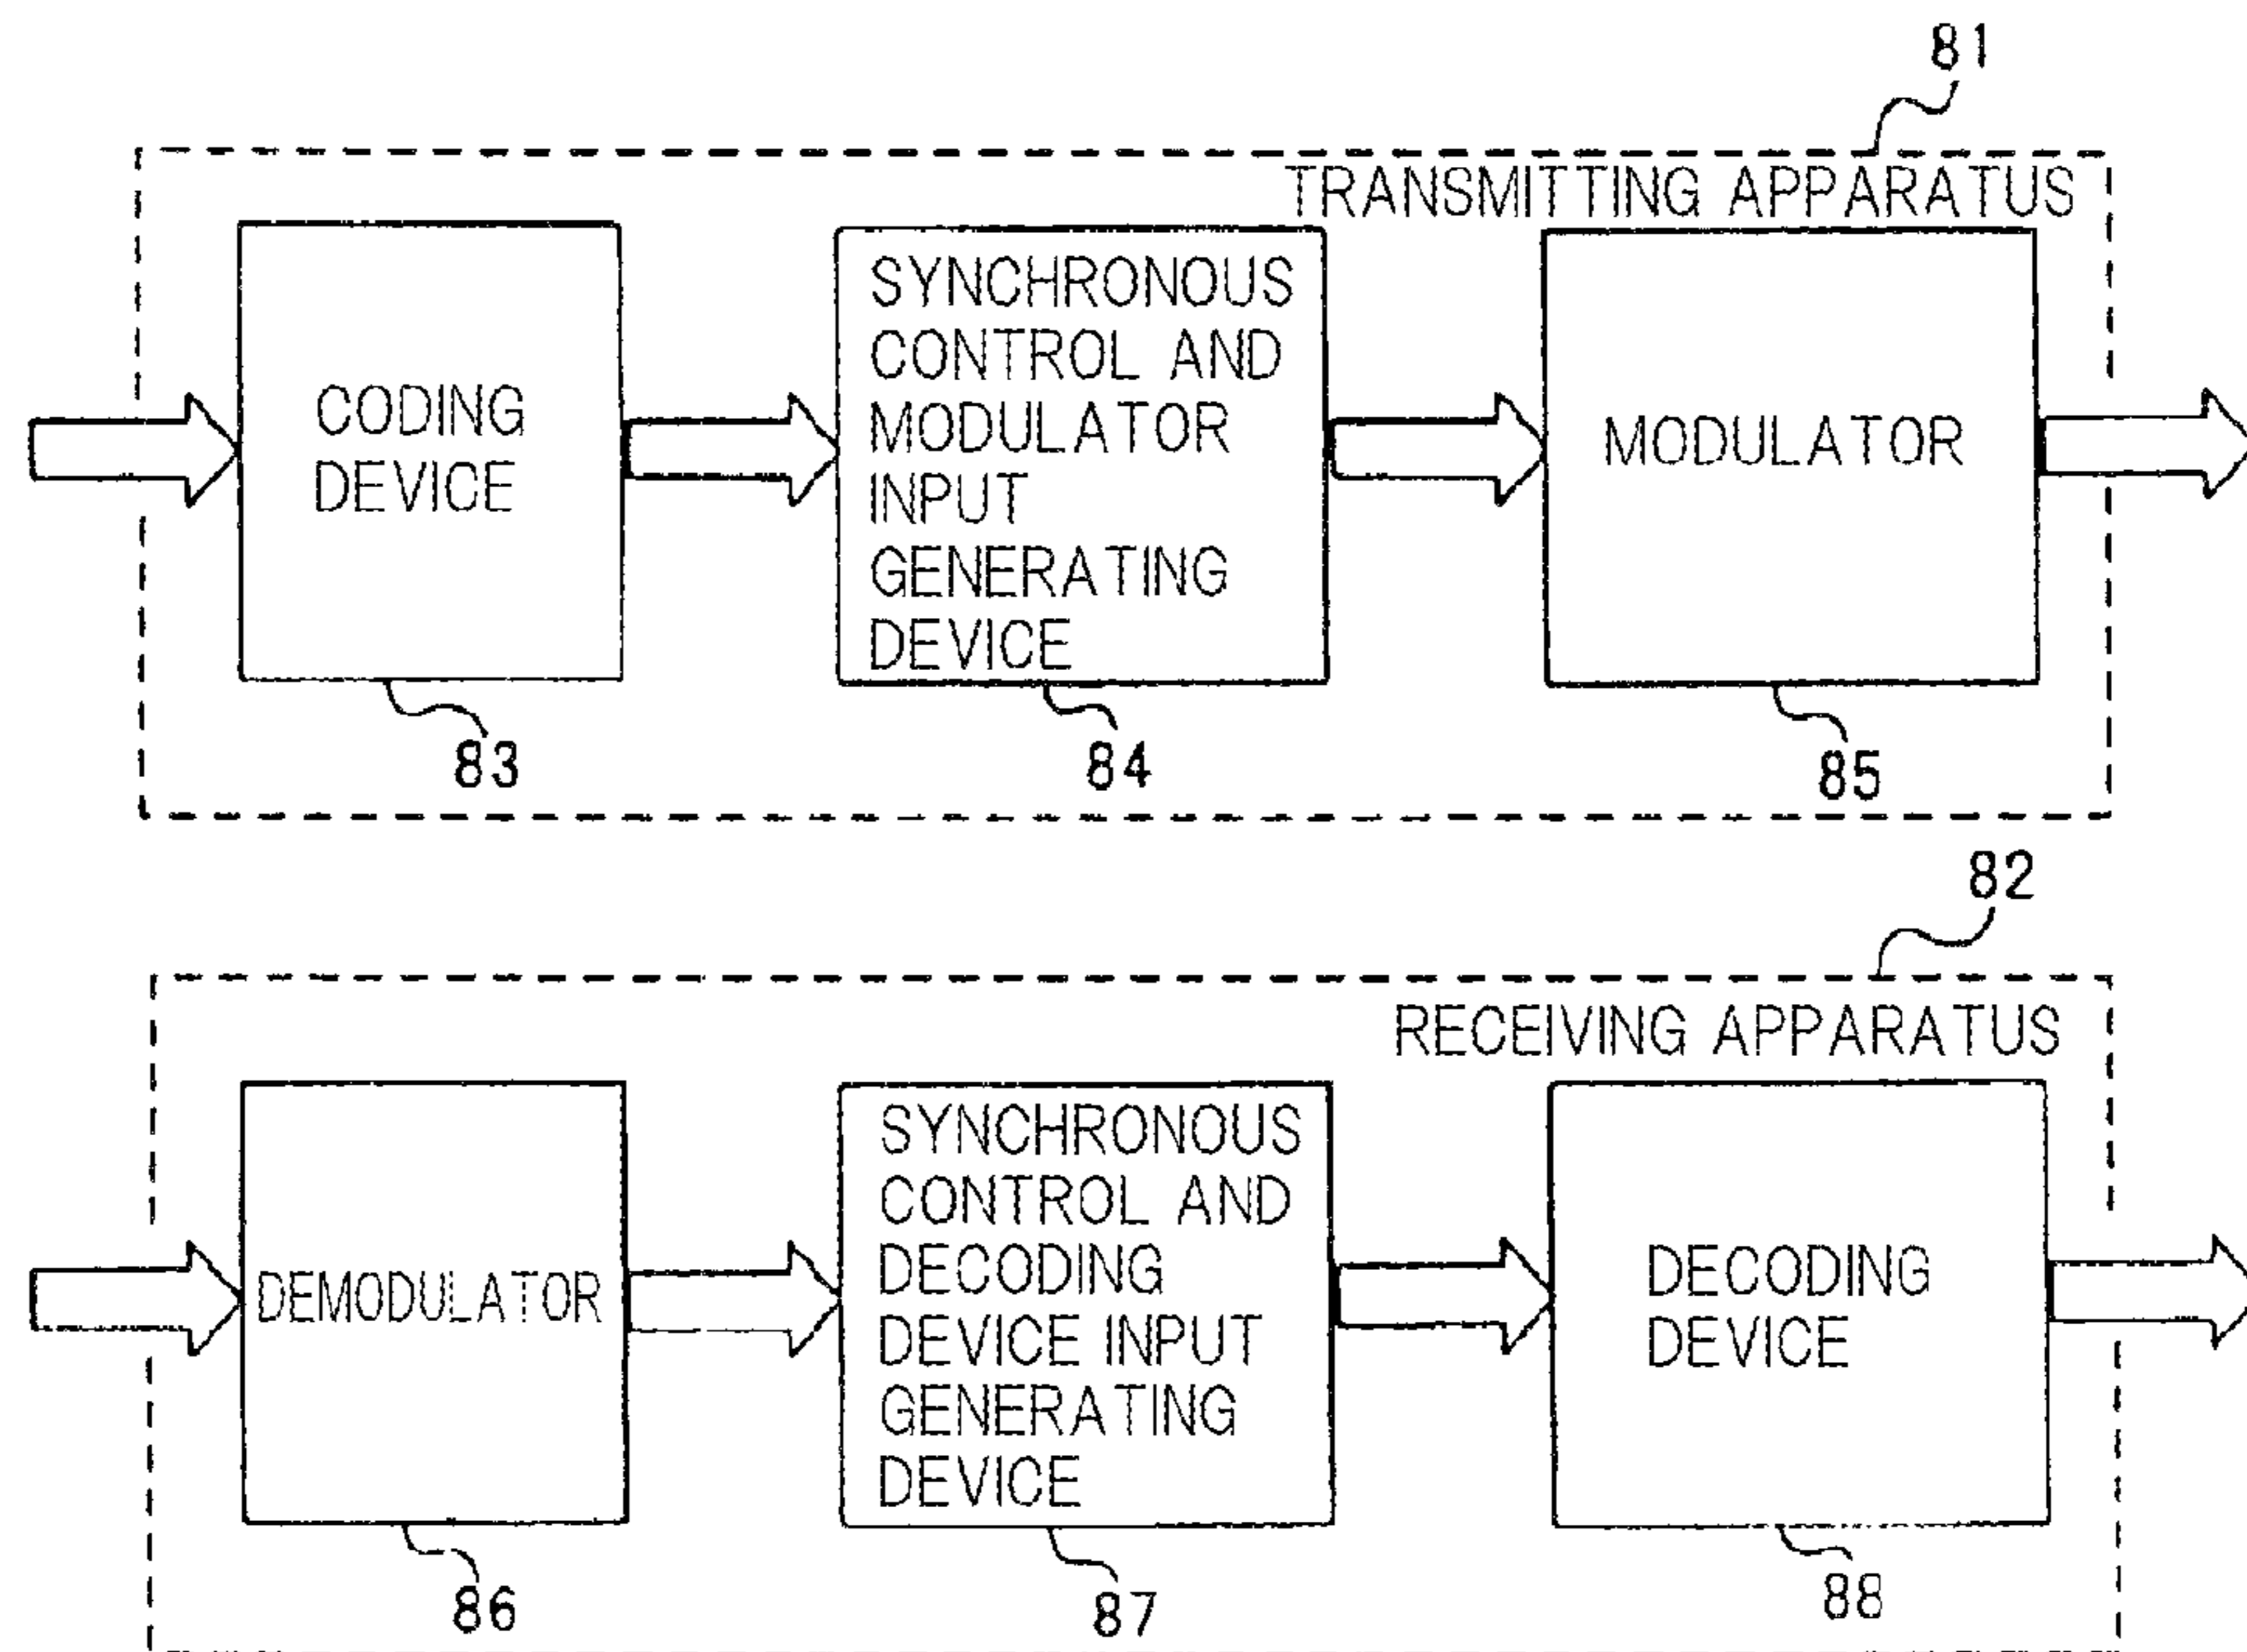 81
TRANSMITTING APPARATUS
CODING
DEVICE
SYNCHRONOUS
CONTROL AND
MODULATOR
INPUT
GENERATING
DEVICE
MODULATOR
83
84
85
82
RECEIVING APPARATUS
DEMODULATOR
SYNCHRONOUS
CONTROL AND
DECODING
DEVICE INPUT
GENERATING
DEVICE
DECODING
DEVICE
86
87
88